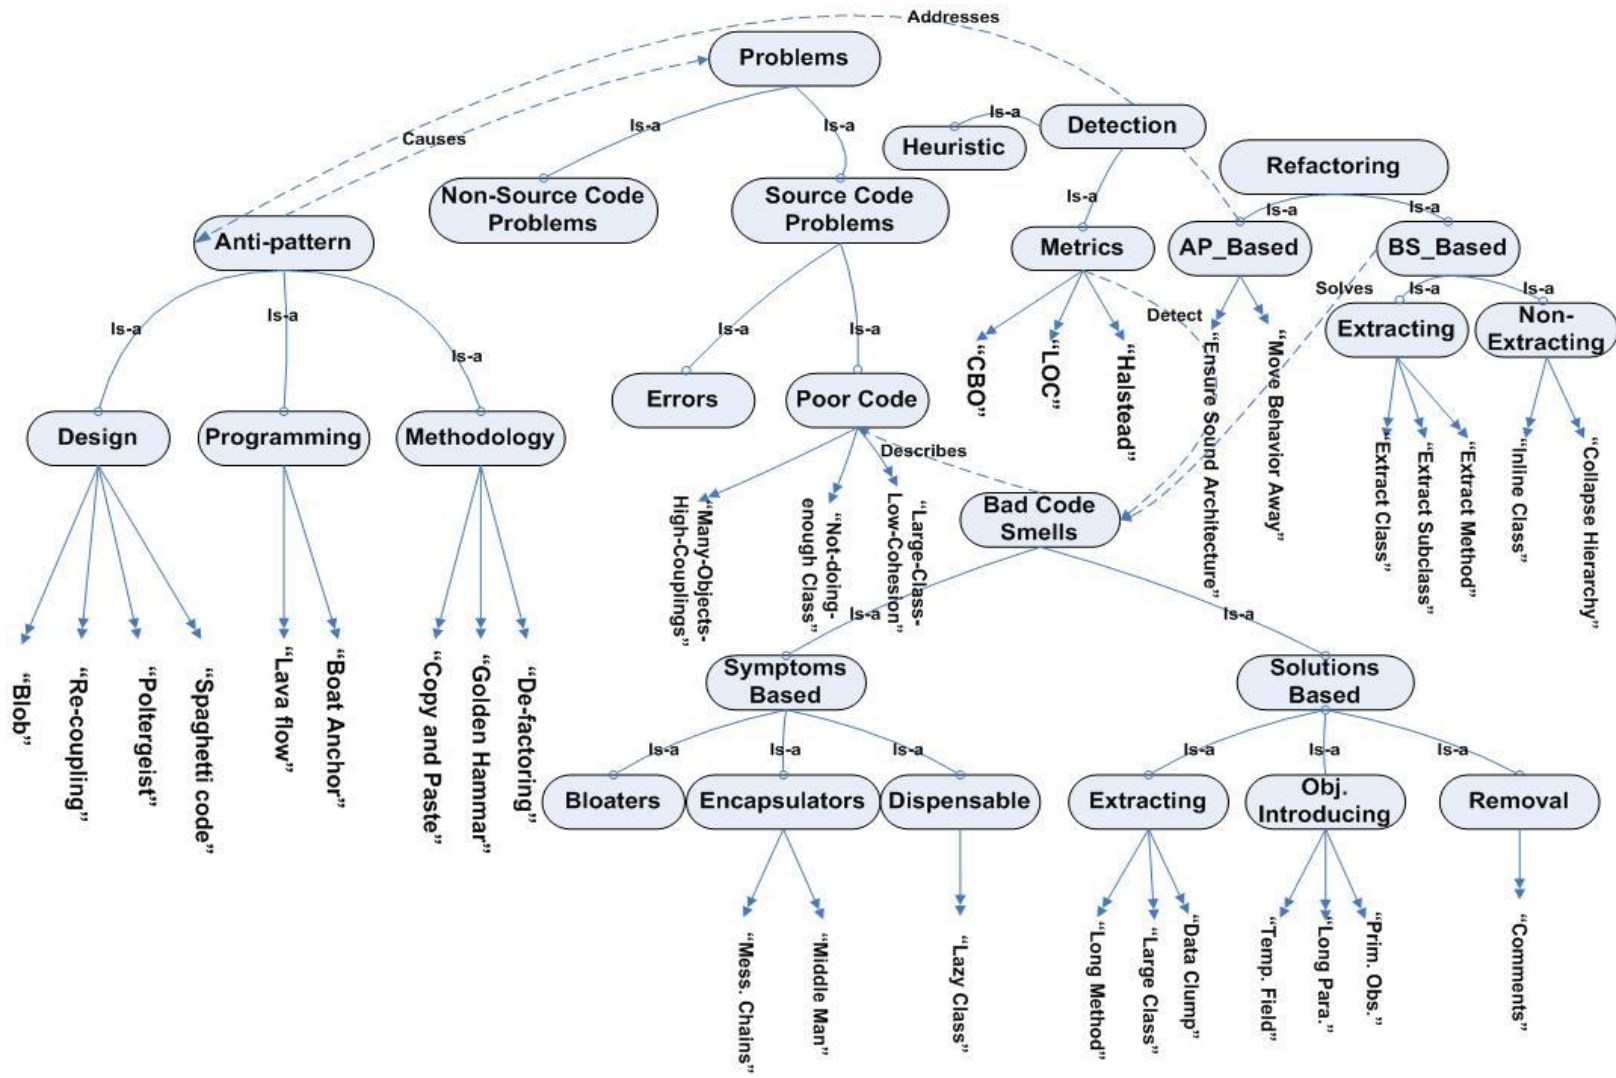 Addresses
Problems
Causes
Is-a
Is-a
Is-a
Heuristic
Detection
Refactoring
Non-Source Code
Problems
Source Code
Problems
Is-a
Is-a
Is-a
Anti-pattern
Metrics
AP_Based
BS_Based
Solves
Is-a
Is-a
Is-a
Is-a
Is-a
Is-a
Is-a
Detect
Extracting
Non-
Extracting
Errors
Poor Code
“CBO”
“LOC”
“Halstead”
“Ensure Sound Architecture”
“Move Behavior Away”
“Extract Class”
“Extract Subclass”
“Extract Method”
“Inline Class”
“Collapse Hierarchy”
Design
Programming
Methodology
Describes
“Many-Objects-
High-Couplings”
“Not-doing-
enough Class”
“Large-Class-
Low-Cohesion”
Bad Code
Smells
Is-a
Is-a
“Blob”
“Re-coupling”
“Poltergeist”
“Spaghetti code”
“Lava flow”
“Boat Anchor”
“Copy and Paste”
“Golden Hammar”
“De-factoring”
Symptoms
Based
Solutions
Based
Is-a
Is-a
Is-a
Is-a
Is-a
Is-a
Bloaters
Encapsulators
Dispensable
Extracting
Obj.
Introducing
Removal
“Mess. Chains”
“Middle Man”
“Lazy Class”
“Long Method”
“Large Class”
“Data Clump”
“Temp. Field”
“Long Para.”
“Prim. Obs.”
“Comments”